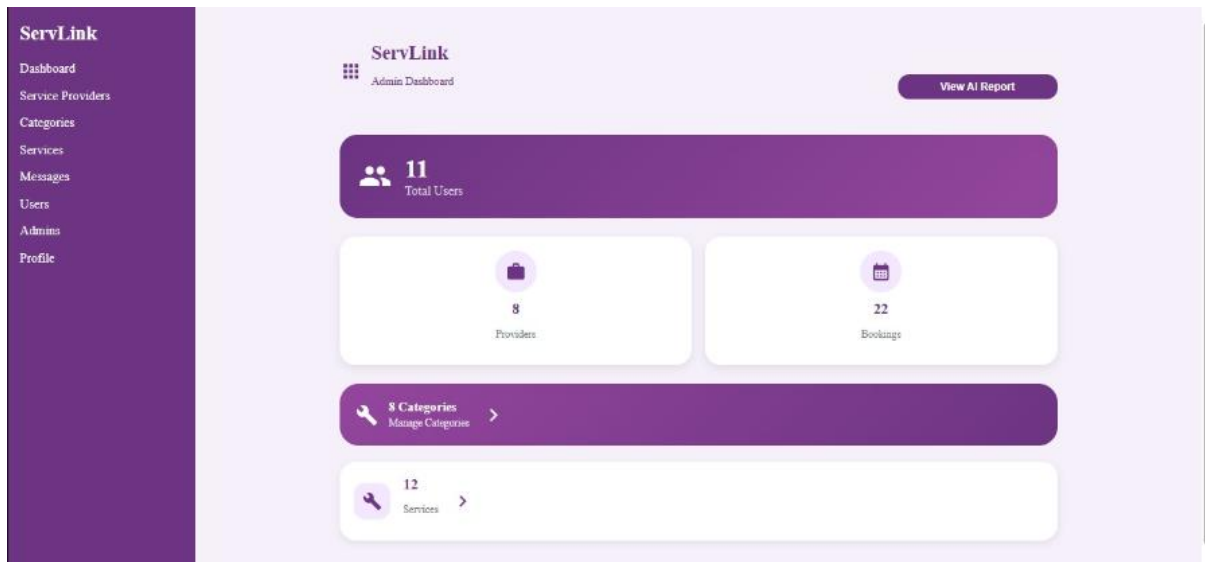 ServLink
Dashboard
Service Providers
Categories
Services
Messages
Users
Admins
Profile
ServLink
Admin Dashboard
View AI Report
11
Total Users
8
Providers
22
Bookings
8 Categories
Manage Categories
12
Services